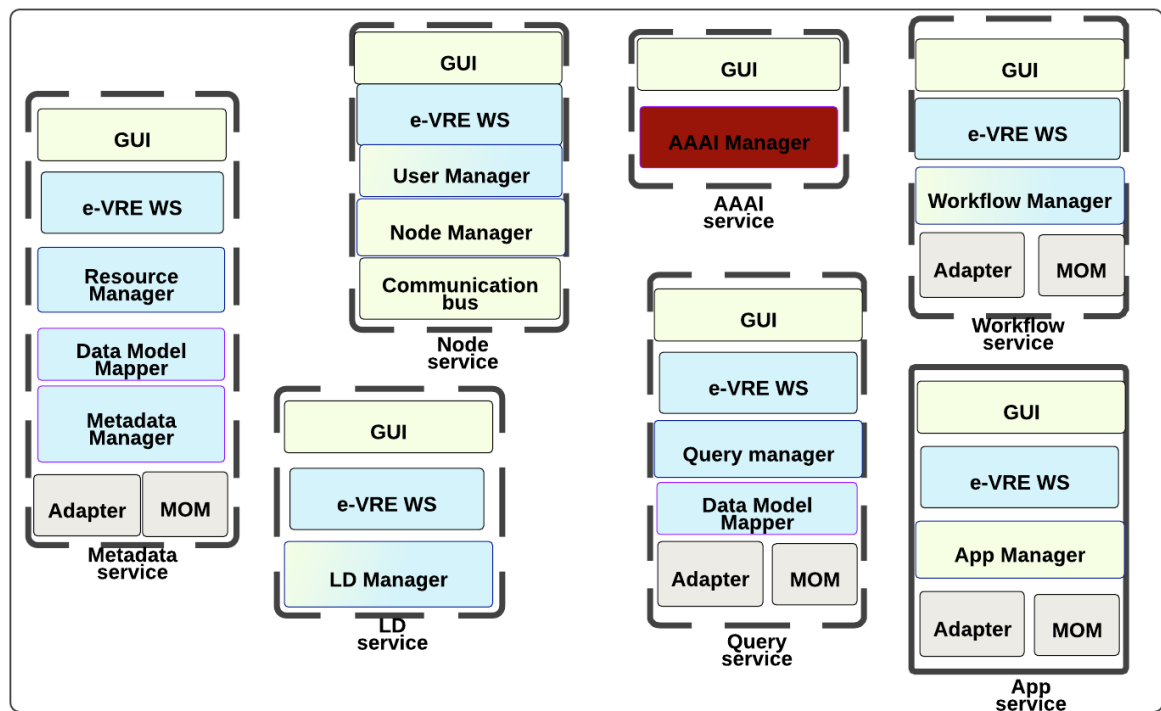 GUI
e-VRE WS
Resource
Manager
Data Model
Mapper
Metadata
Manager
Adapter
MOM
Metadata
service
GUI
e-VRE WS
User Manager
Node Manager
Communication
bus
Node
service
GUI
e-VRE WS
LD Manager
LD
service
GUI
AAAI Manager
AAAI
service
GUI
e-VRE WS
Query manager
Data Model
Mapper
Adapter
MOM
Query
service
GUI
e-VRE WS
Workflow Manager
Adapter
MOM
Workflow
service
GUI
e-VRE WS
App Manager
Adapter
MOM
App
service